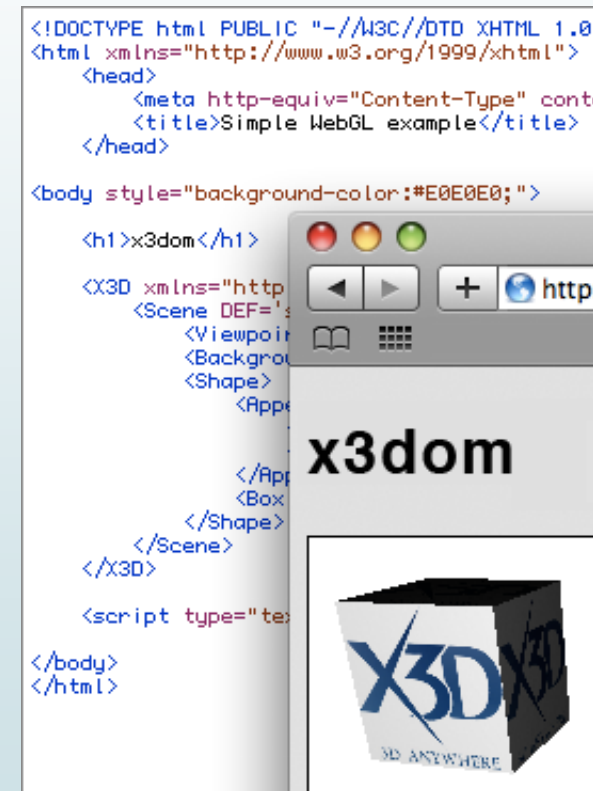 <!DOCTYPE html PUBLIC "-//W3C//DTD XHTML 1.0
<html xmlns="http://www.w3.org/1999/xhtml">
<head>
<meta http-equiv="Content-Type" cont
<title>Simple WebGL example</title>
</head>
<body style="background-color:#E0E0E0;">
<h1>x3dom</h1>
<X3D xmlns="http
<Scene DEF='s
<Viewpoin
<Backgrou
<Shape>
<Appe
</App
<Box
</Shape>
</Scene>
</X3D>
<script type="tex
</body>
</html>
http
x3dom
X3D
3D ANYWHERE
X3D